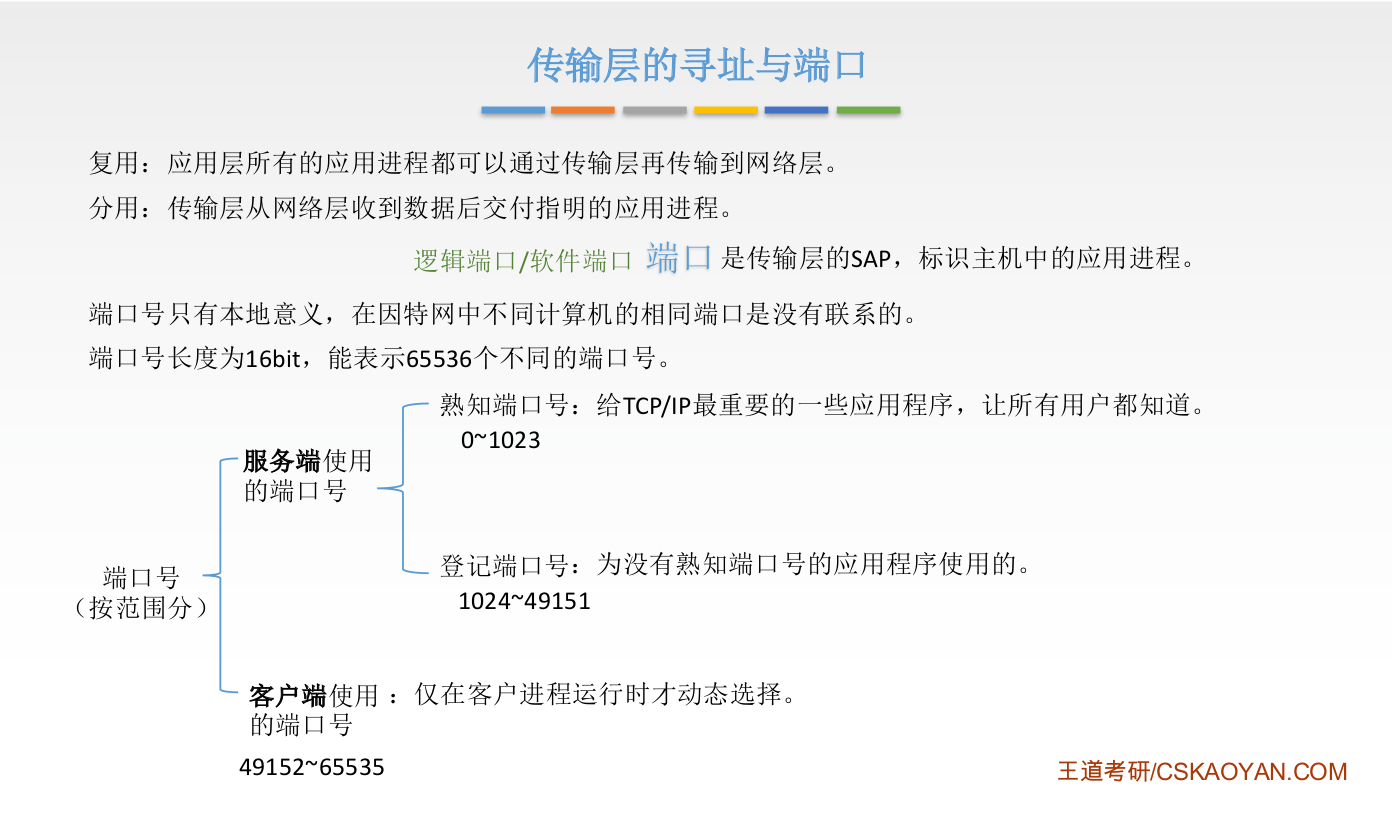 传输层的寻址与端口
复用：应用层所有的应用进程都可以通过传输层再传输到网络层。
分用：传输层从网络层收到数据后交付指明的应用进程。
逻辑端口/软件端口 端口 是传输层的SAP，标识主机中的应用进程。
端口号只有本地意义，在因特网中不同计算机的相同端口是没有联系的。
端口号长度为16bit，能表示65536个不同的端口号。
端口号
（按范围分）
服务端使用
的端口号
熟知端口号：给TCP/IP最重要的一些应用程序，让所有用户都知道。
0~1023
登记端口号：为没有熟知端口号的应用程序使用的。
1024~49151
客户端使用：仅在客户进程运行时才动态选择。
的端口号
49152~65535
王道考研/CSKAOYAN.COM